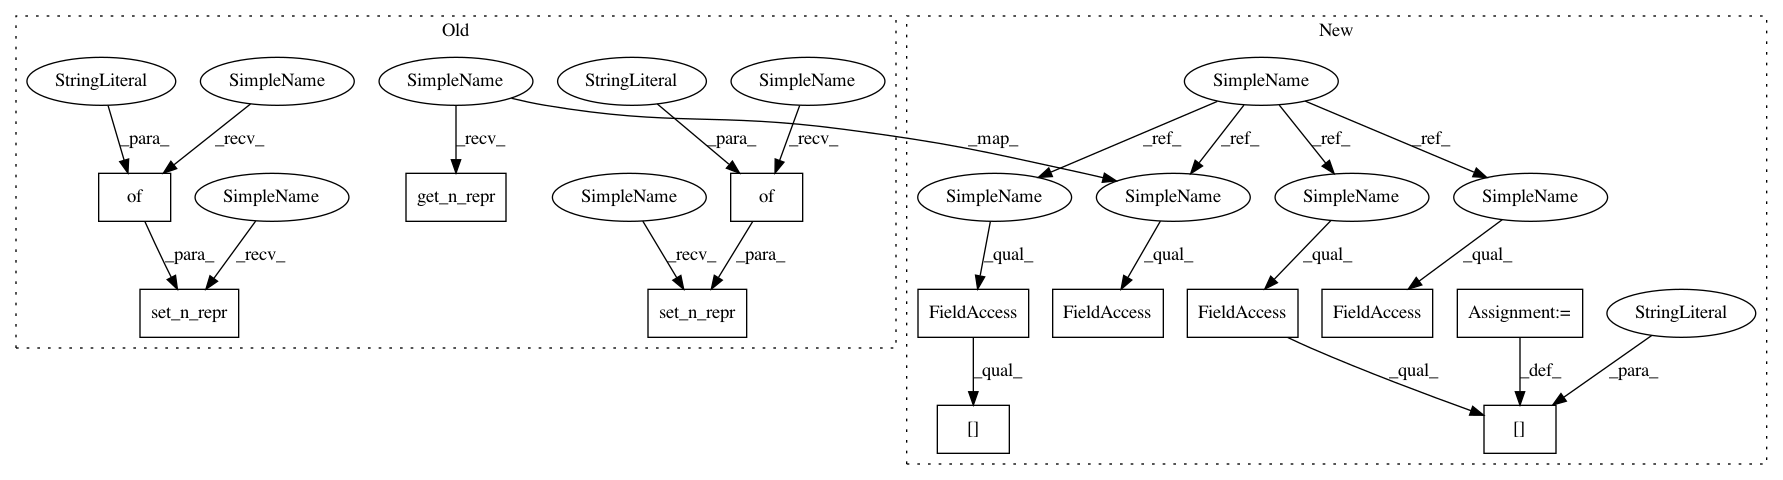 Old
New
SimpleName
StringLiteral
SimpleName
SimpleName
StringLiteral
SimpleName
_para_
_recv_
_recv_
_para_
_recv_
_map_
_ref_
_ref_
_ref_
_ref_
of
SimpleName
get_n_repr
SimpleName
of
SimpleName
SimpleName
SimpleName
SimpleName
_para_
_recv_
_recv_
_para_
_qual_
_qual_
_qual_
_qual_
set_n_repr
set_n_repr
FieldAccess
FieldAccess
FieldAccess
FieldAccess
Assignment:=
StringLiteral
_qual_
_qual_
_def_
_para_
[]
[]